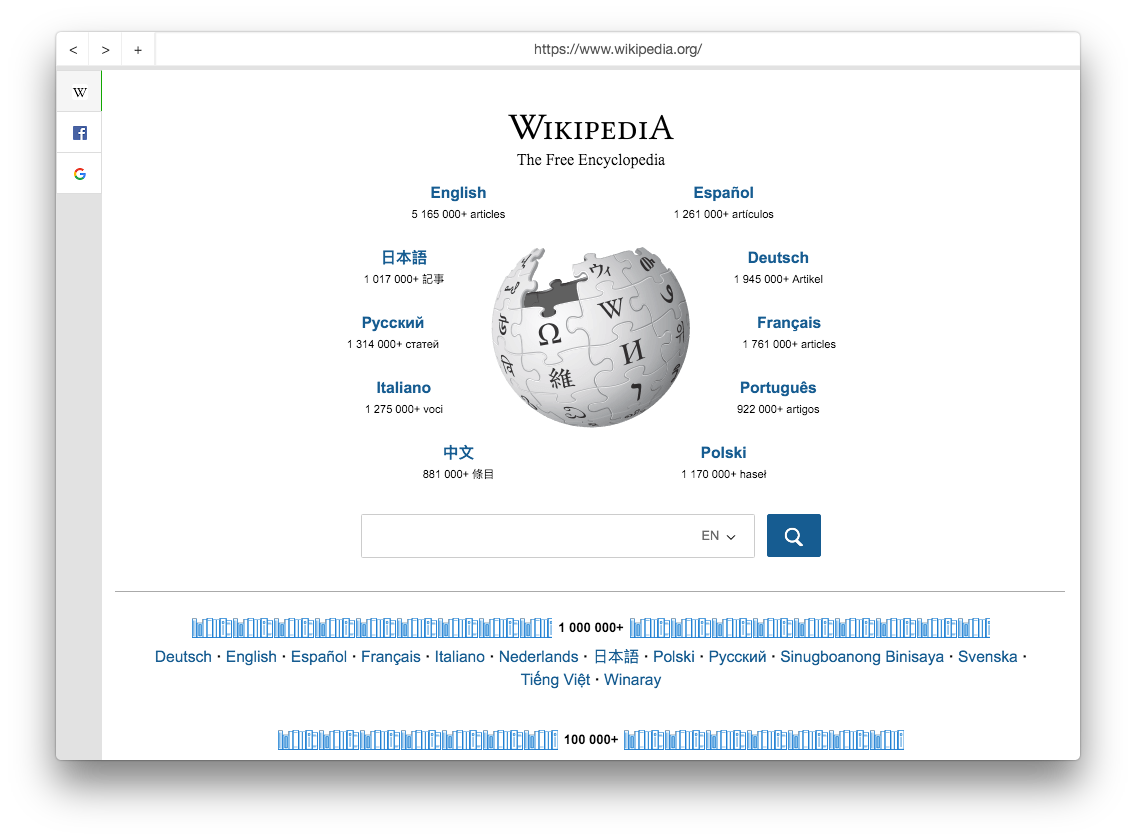 < > + https://www.wikipedia.org/
W
WIKIPEDIA
The Free Encyclopedia
English Español
5 165 000+ articles 1 261 000+ artículos
日本語 Deutsch
1 017 000+ 記事 1 945 000+ Artikel
Русский Français
1 314 000+ статей 1 761 000+ articles
Italiano Português
1 275 000+ voci 922 000+ artigos
中文 Polski
881 000+ 條目 1 170 000+ haseł
Ω W И 維 ウィ
EN
1 000 000+
Deutsch · English · Español · Français · Italiano · Nederlands · 日本語 · Polski · Русский · Sinugboanong Binisaya · Svenska ·
Tiếng Việt · Winaray
100 000+